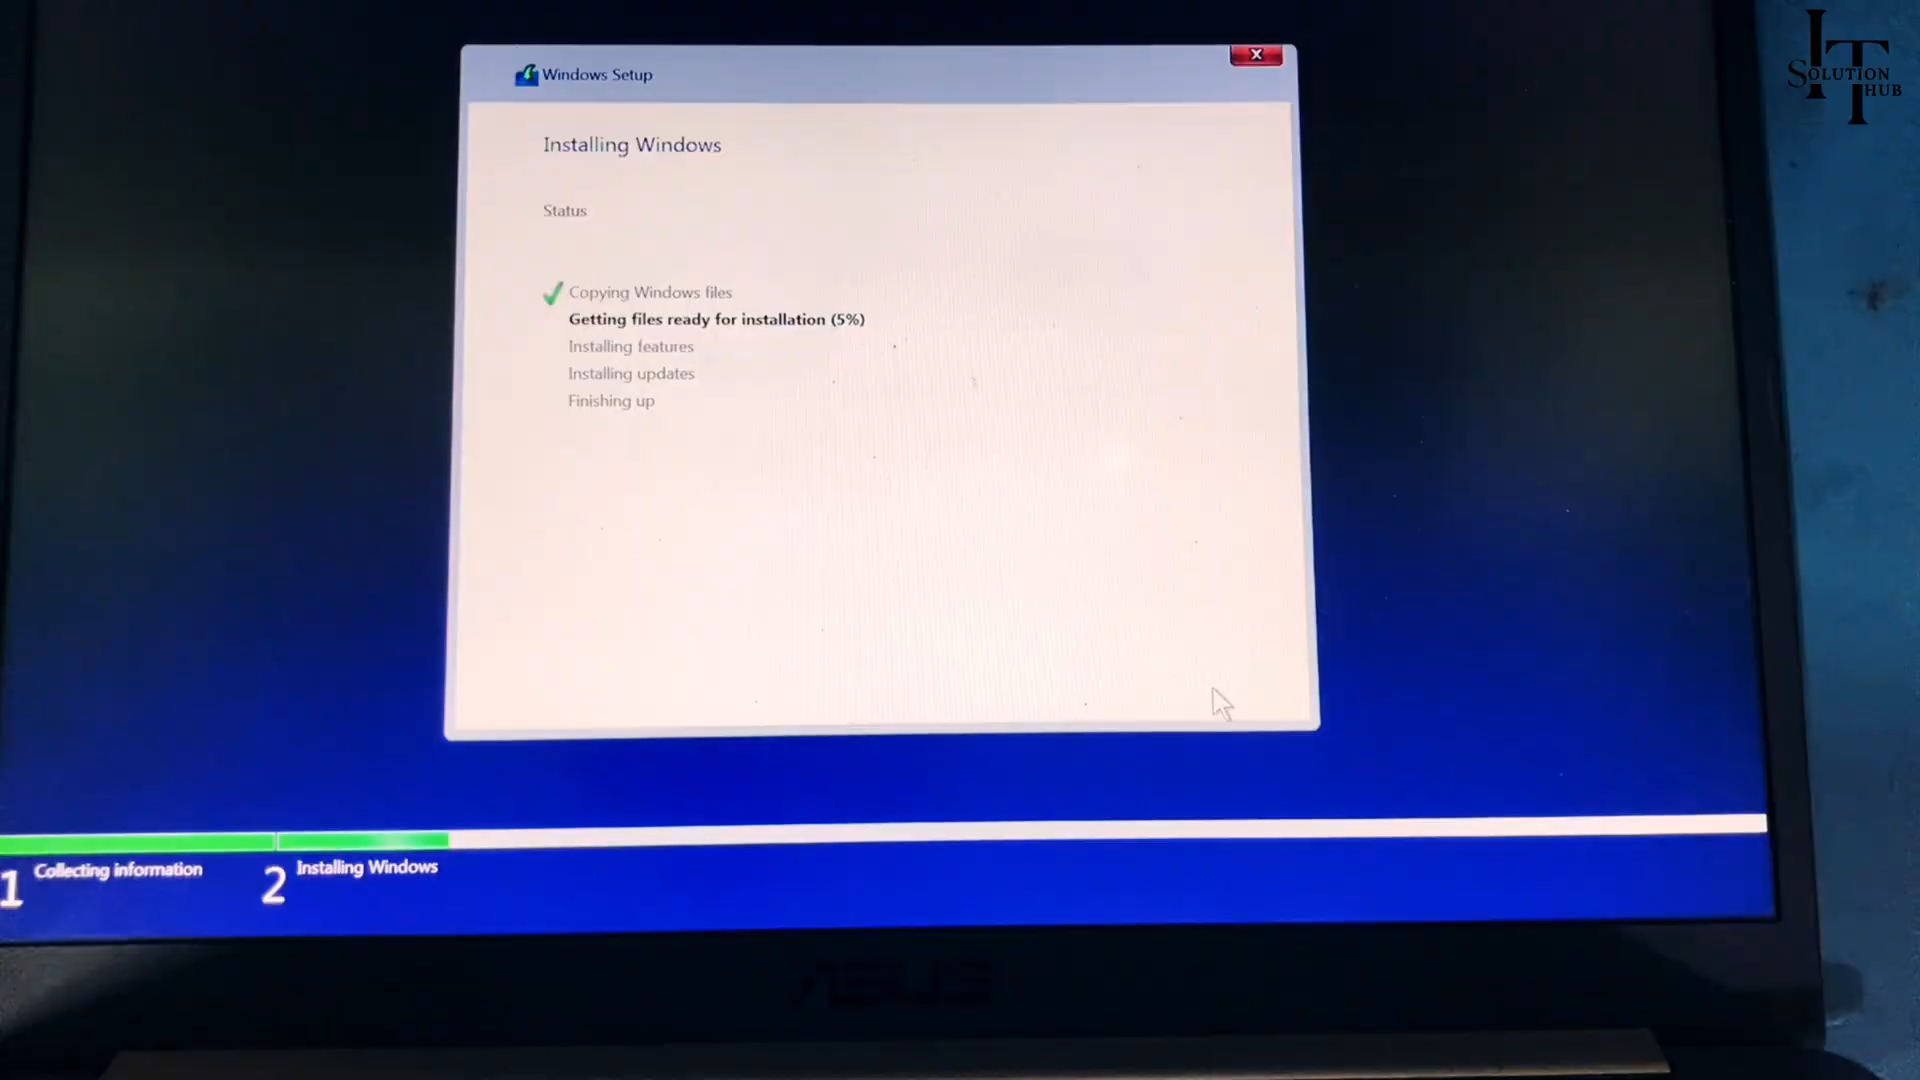 IT
SOLUTION
HUB
Windows Setup
Installing Windows
Status
Copying Windows files
Getting files ready for installation (5%)
Installing features
Installing updates
Finishing up
1 Collecting information
2 Installing Windows
ASUS